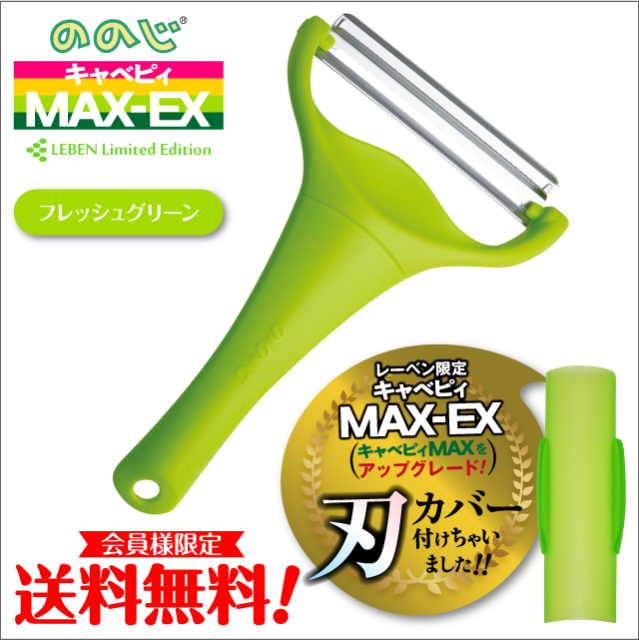 ののじ®
キャベピィ
MAX-EX
LEBEN Limited Edition
フレッシュグリーン
ののじ
レーベン限定
キャベピィ
MAX-EX
(キャベピィMAXを
アップグレード!)
刃カバー
付けちゃい
ました!!
会員様限定
送料無料!